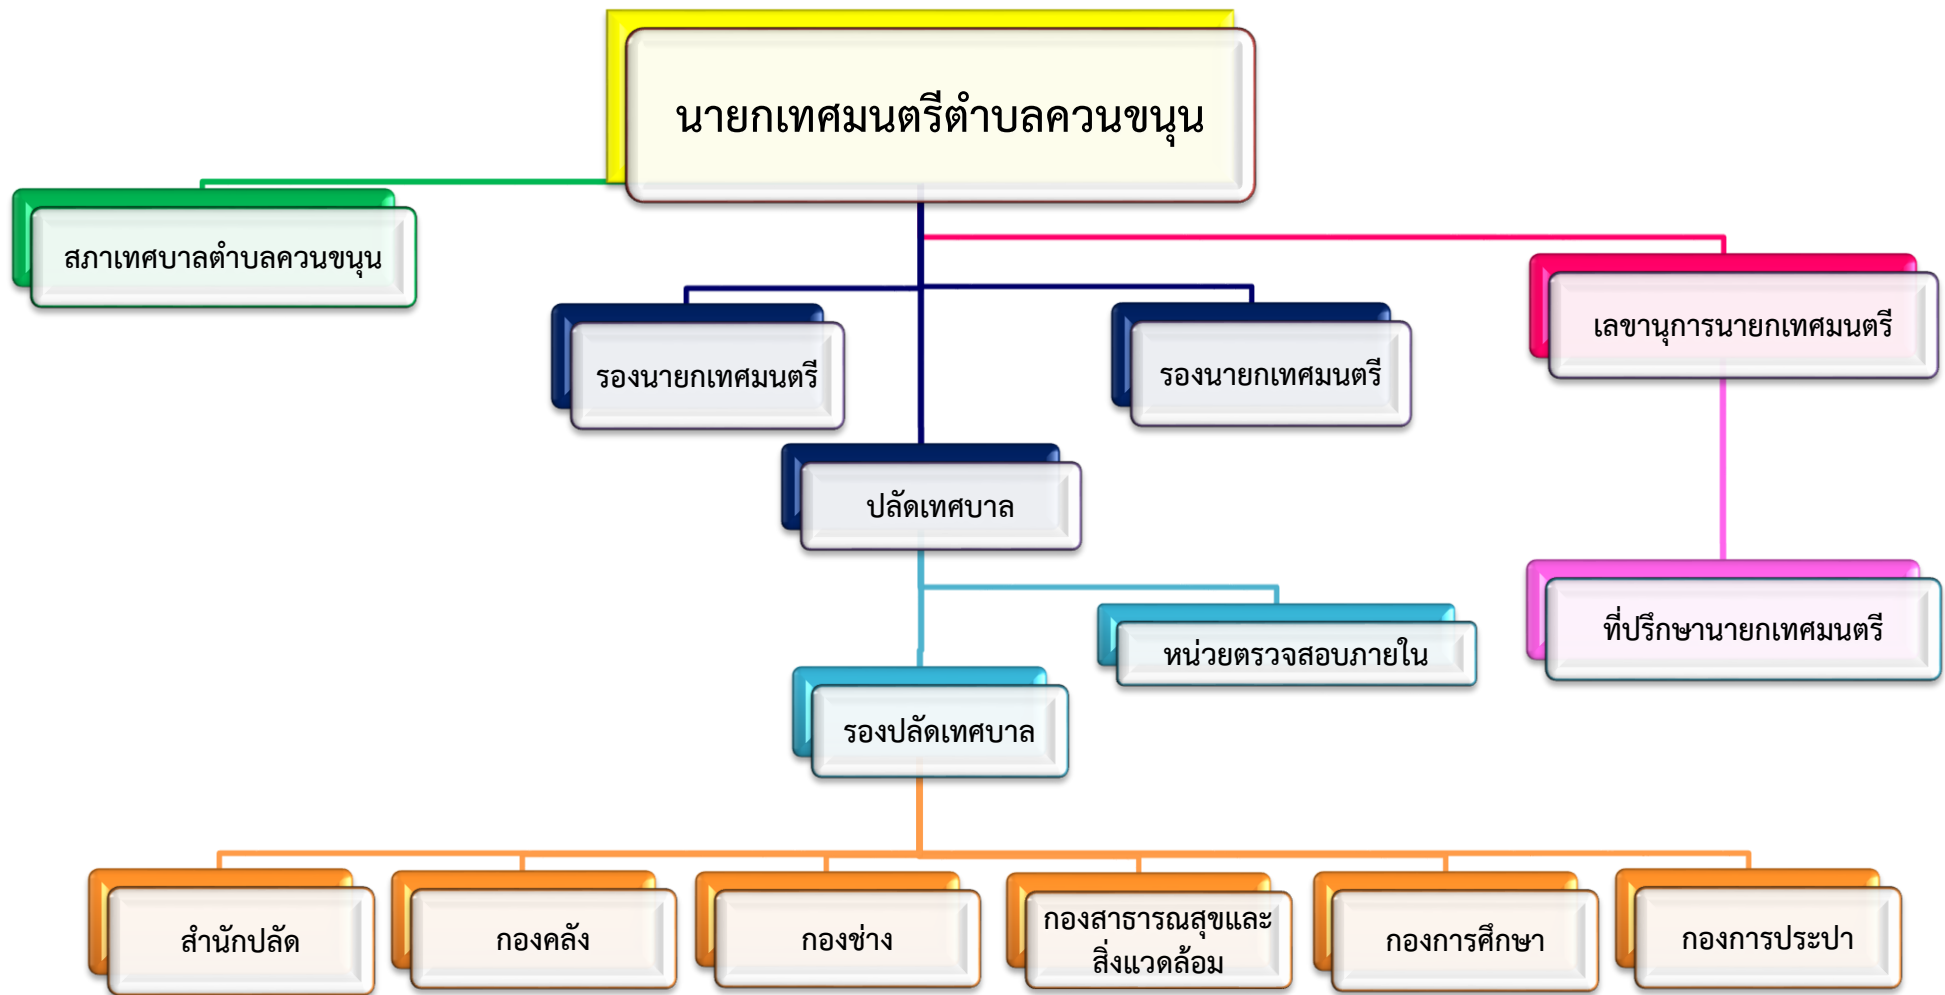 นายกเทศมนตรีตำบลควนขนุน
สภาเทศบาลตำบลควนขนุน
เลขานุการนายกเทศมนตรี
รองนายกเทศมนตรี
รองนายกเทศมนตรี
ปลัดเทศบาล
ที่ปรึกษานายกเทศมนตรี
หน่วยตรวจสอบภายใน
รองปลัดเทศบาล
สำนักปลัด
กองคลัง
กองช่าง
กองสาธารณสุขและ
สิ่งแวดล้อม
กองการศึกษา
กองการประปา